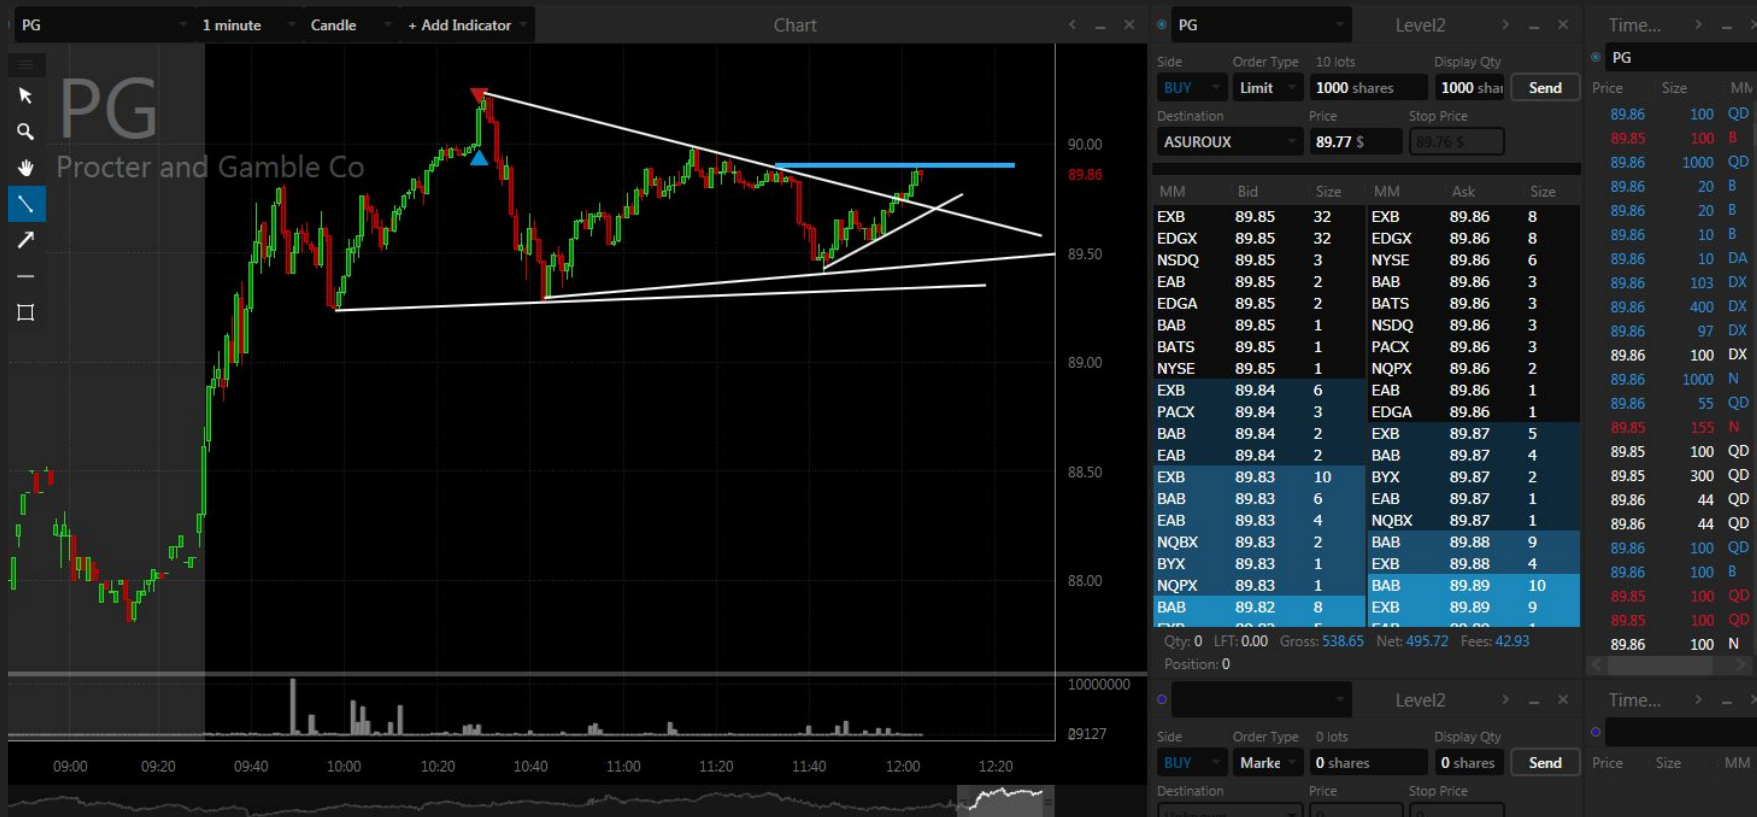 PG 1 minute Candle + Add Indicator Chart
PG
Procter and Gamble Co
90.00
89.86
89.50
89.00
88.50
88.00
10000000
29127
09:00 09:20 09:40 10:00 10:20 10:40 11:00 11:20 11:40 12:00 12:20
PG Level2
Side Order Type 10 lots Display Qty
BUY Limit 1000 shares 1000 shar Send
Destination Price Stop Price
ASUROUX 89.77 $ 89.76 $
MM Bid Size MM Ask Size
EXB 89.85 32 EXB 89.86 8
EDGX 89.85 32 EDGX 89.86 8
NSDQ 89.85 3 NYSE 89.86 6
EAB 89.85 2 BAB 89.86 3
EDGA 89.85 2 BATS 89.86 3
BAB 89.85 1 NSDQ 89.86 3
BATS 89.85 1 PACX 89.86 3
NYSE 89.85 1 NQPX 89.86 2
EXB 89.84 6 EAB 89.86 1
PACX 89.84 3 EDGA 89.86 1
BAB 89.84 2 EXB 89.87 5
EAB 89.84 2 BAB 89.87 4
EXB 89.83 10 BYX 89.87 2
BAB 89.83 6 EAB 89.87 1
EAB 89.83 4 NQBX 89.87 1
NQBX 89.83 2 BAB 89.88 9
BYX 89.83 1 EXB 89.88 4
NQPX 89.83 1 BAB 89.89 10
BAB 89.82 8 EXB 89.89 9
Qty: 0 LFT: 0.00 Gross: 538.65 Net: 495.72 Fees: 42.93
Position: 0
Level2
Side Order Type 0 lots Display Qty
BUY Marke 0 shares 0 shares Send
Destination Price Stop Price
Time...
PG
Price Size MM
89.86 100 QD
89.85 100 B
89.86 1000 QD
89.86 20 B
89.86 20 B
89.86 10 B
89.86 10 DA
89.86 103 DX
89.86 400 DX
89.86 97 DX
89.86 100 DX
89.86 1000 N
89.86 55 QD
89.85 155 N
89.85 100 QD
89.85 300 QD
89.86 44 QD
89.86 44 QD
89.86 100 QD
89.86 100 B
89.85 100 QD
89.85 100 QD
89.86 100 N
Time...
Price Size MM